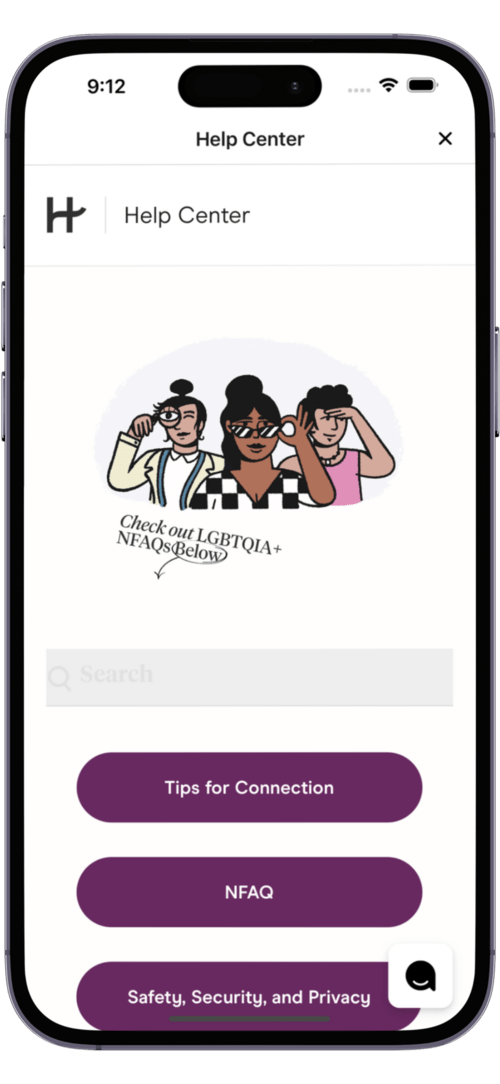 9:12
Help Center
Help Center
Check out LGBTQIA+
NFAQs Below
Search
Tips for Connection
NFAQ
Safety, Security, and Privacy